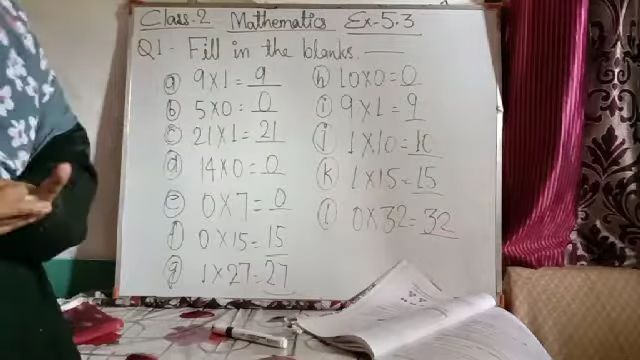 Class-2 Mathematics Ex-5.3
Q1- Fill in the blanks.
(a) 9X1 = 9
(b) 5X0 = 0
(c) 21X1 = 21
(d) 14X0 = 0
(e) 0X7 = 0
(f) 0X15 = 15
(g) 1X27 = 27
(h) 10X0 = 0
(i) 9X1 = 9
(j) 1X10 = 10
(k) 1X15 = 15
(l) 0X32 = 32